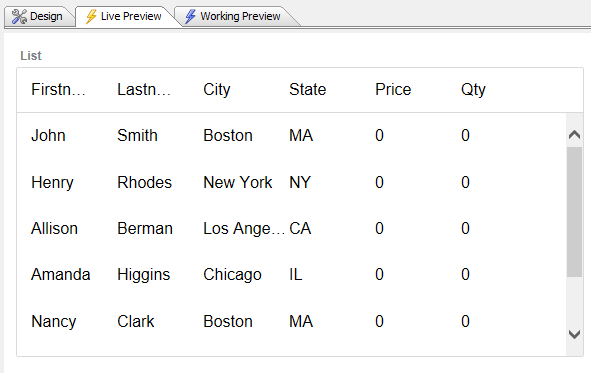 Design Live Preview Working Preview
List
Firstn... Lastn... City State Price Qty
John Smith Boston MA 0 0
Henry Rhodes New York NY 0 0
Allison Berman Los Ange... CA 0 0
Amanda Higgins Chicago IL 0 0
Nancy Clark Boston MA 0 0